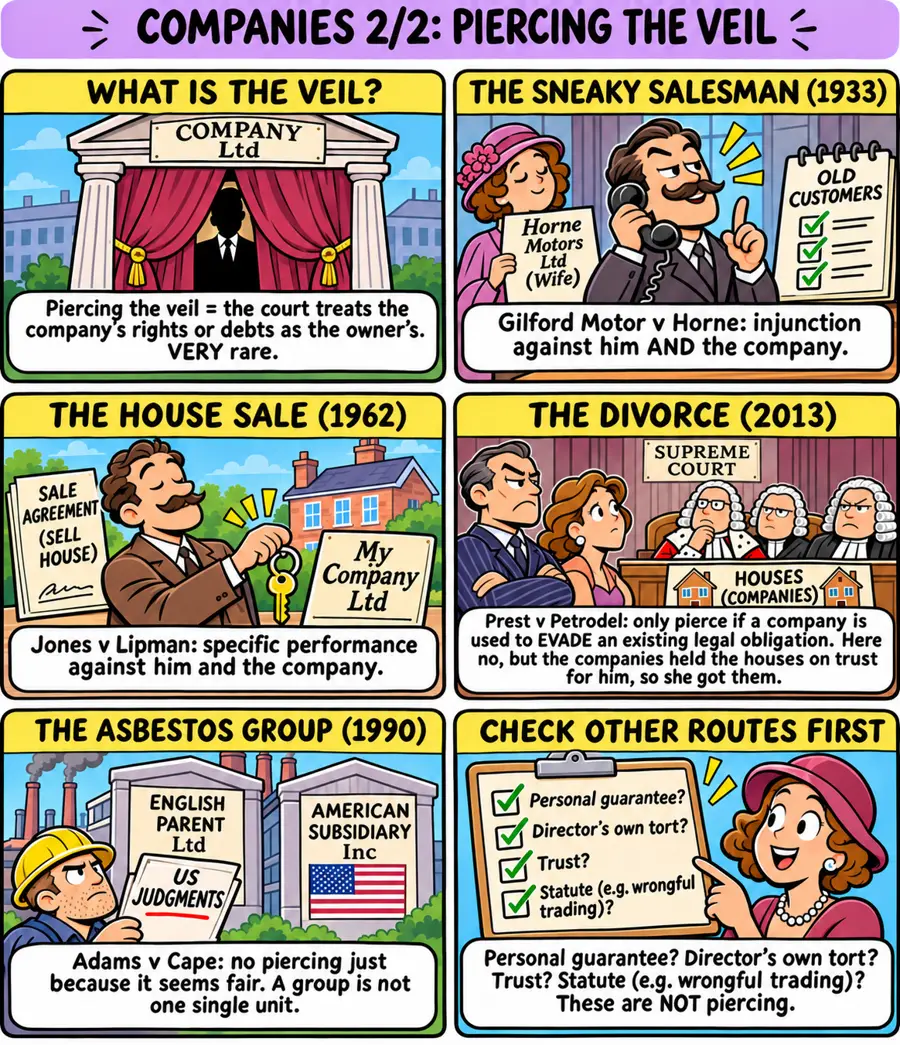 COMPANIES 2/2: PIERCING THE VEIL
WHAT IS THE VEIL?
COMPANY
Ltd
Piercing the veil = the court treats the
company's rights or debts as the owner's.
VERY rare.
THE SNEAKY SALESMAN (1933)
Horne
Motors
Ltd
(Wife)
OLD
CUSTOMERS
Gilford Motor v Horne: injunction
against him AND the company.
THE HOUSE SALE (1962)
SALE
AGREEMENT
(SELL
HOUSE)
My
Company
Ltd
Jones v Lipman: specific performance
against him and the company.
THE DIVORCE (2013)
SUPREME
COURT
HOUSES
(COMPANIES)
Prest v Petrodel: only pierce if a company is
used to EVADE an existing legal obligation. Here
no, but the companies held the houses on trust
for him, so she got them.
THE ASBESTOS GROUP (1990)
ENGLISH
PARENT
Ltd
AMERICAN
SUBSIDIARY
Inc
US
JUDGMENTS
Adams v Cape: no piercing just
because it seems fair. A group is not
one single unit.
CHECK OTHER ROUTES FIRST
Personal guarantee?
Director's own tort?
Trust?
Statute (e.g. wrongful
trading)?
Personal guarantee? Director's own tort?
Trust? Statute (e.g. wrongful trading)?
These are NOT piercing.